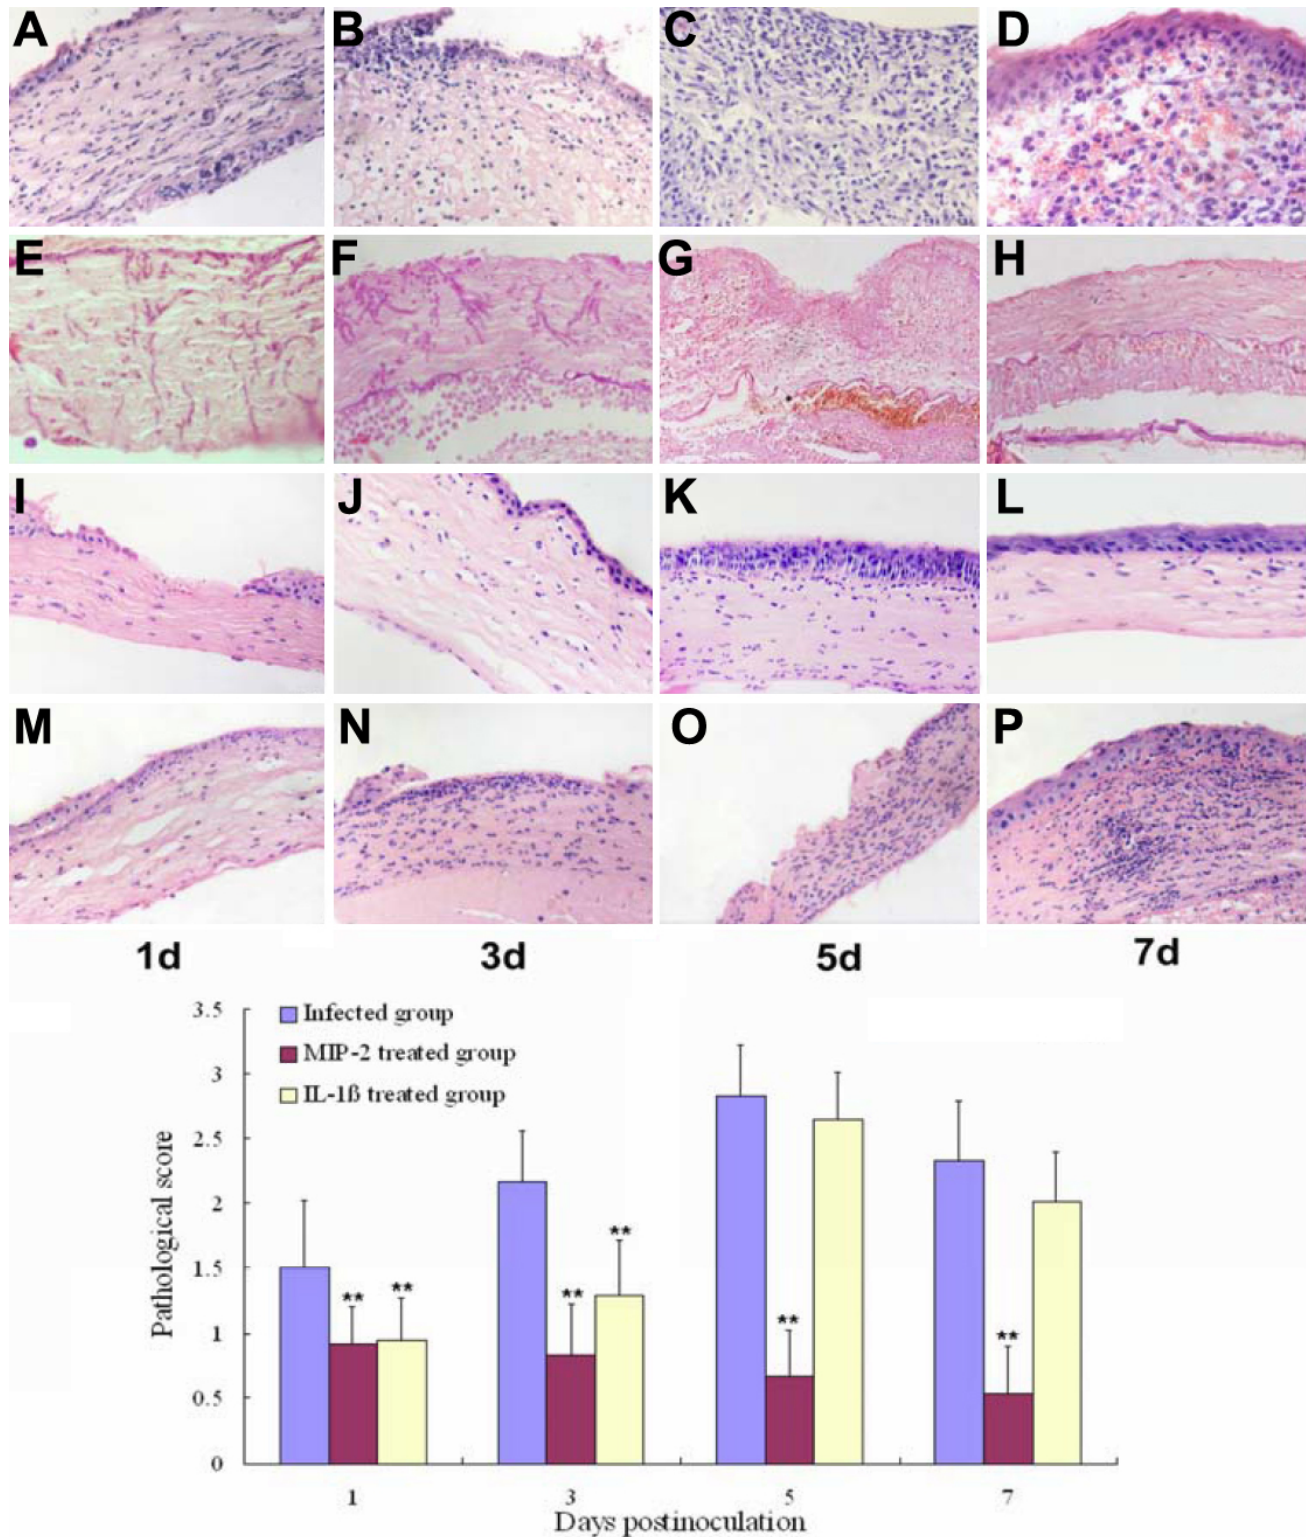 A B C D
E F G H
I J K L
M N O P
1d 3d 5d 7d
Infected group
MIP-2 treated group
IL-1ß treated group
Pathological score
3.5
3
2.5
2
1.5
1
0.5
0
** **
** **
**
**
1 3 5 7
Days postinoculation